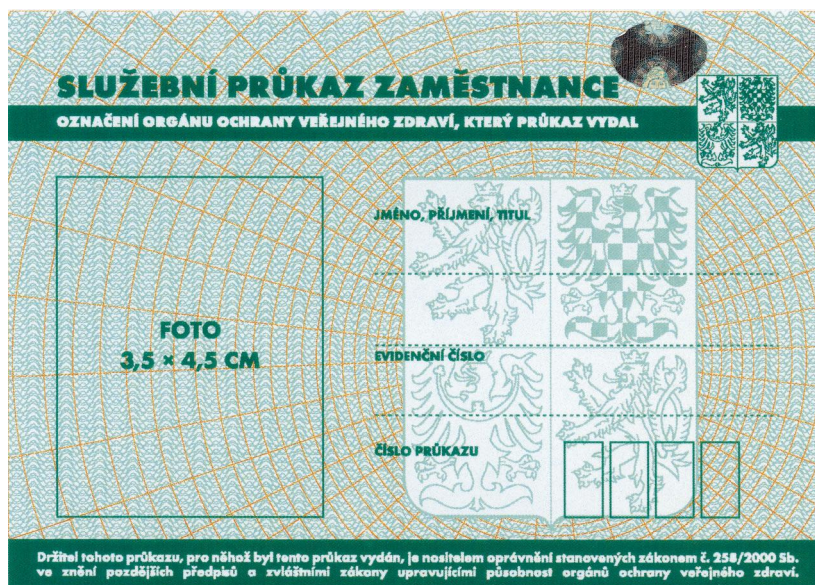 SLUŽEBNÍ PRŮKAZ ZAMĚSTNANCE
OZNAČENÍ ORGÁNU OCHRANY VEŘEJNÉHO ZDRAVÍ, KTERÝ PRŮKAZ VYDAL
JMÉNO, PŘÍJMENÍ, TITUL
FOTO
3,5 × 4,5 CM
EVIDENČNÍ ČÍSLO
ČÍSLO PRŮKAZU
Držitel tohoto průkazu, pro něhož byl tento průkaz vydán, je nositelem oprávnění stanovených zákonem č. 258/2000 Sb.
ve znění pozdějších předpisů a zvláštními zákony upravujícími působnost orgánů ochrany veřejného zdraví.